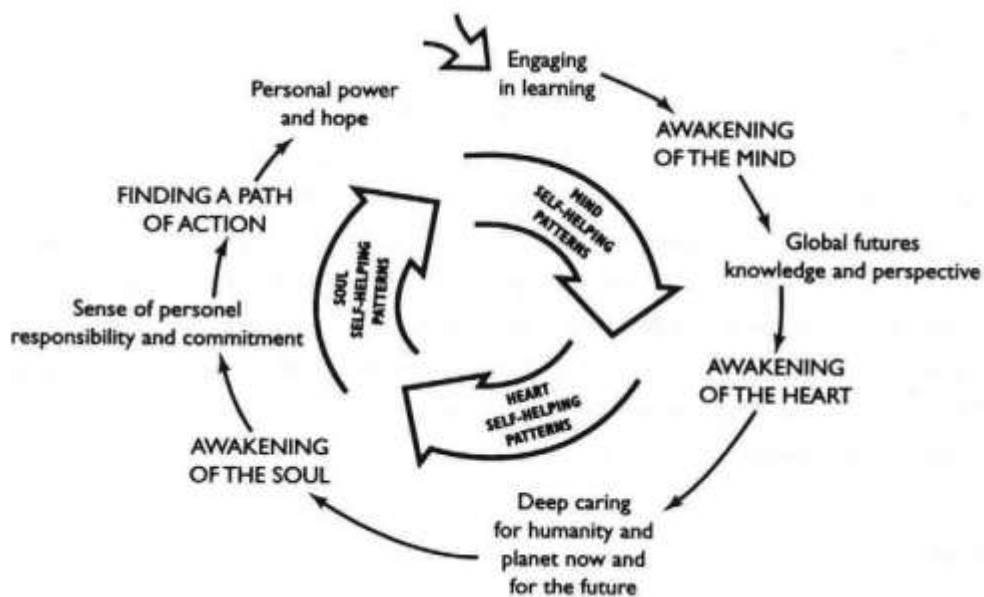 Engaging
in learning
AWAKENING
OF THE MIND
Global futures
knowledge and perspective
AWAKENING
OF THE HEART
Deep caring
for humanity and
planet now and
for the future
AWAKENING
OF THE SOUL
Sense of personel
responsibility and commitment
FINDING A PATH
OF ACTION
Personal power
and hope
MIND
SELF-HELPING
PATTERNS
HEART
SELF-HELPING
PATTERNS
SOUL
SELF-HELPING
PATTERNS